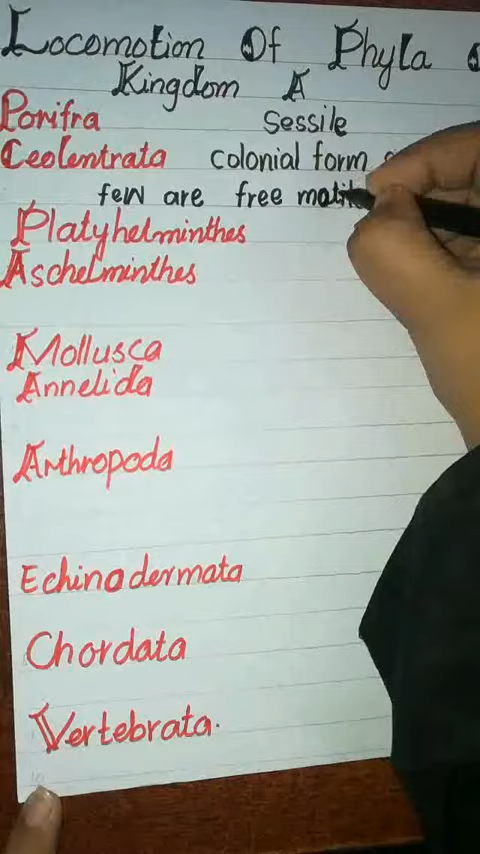 Locomotion Of Phyla
Kingdom A
Porifra sessile
Ceolentrata colonial form
few are free
Platyhelminthes
Aschelminthes
Mollusca
Annelida
Arthropoda
Echinodermata
Chordata
Vertebrata.